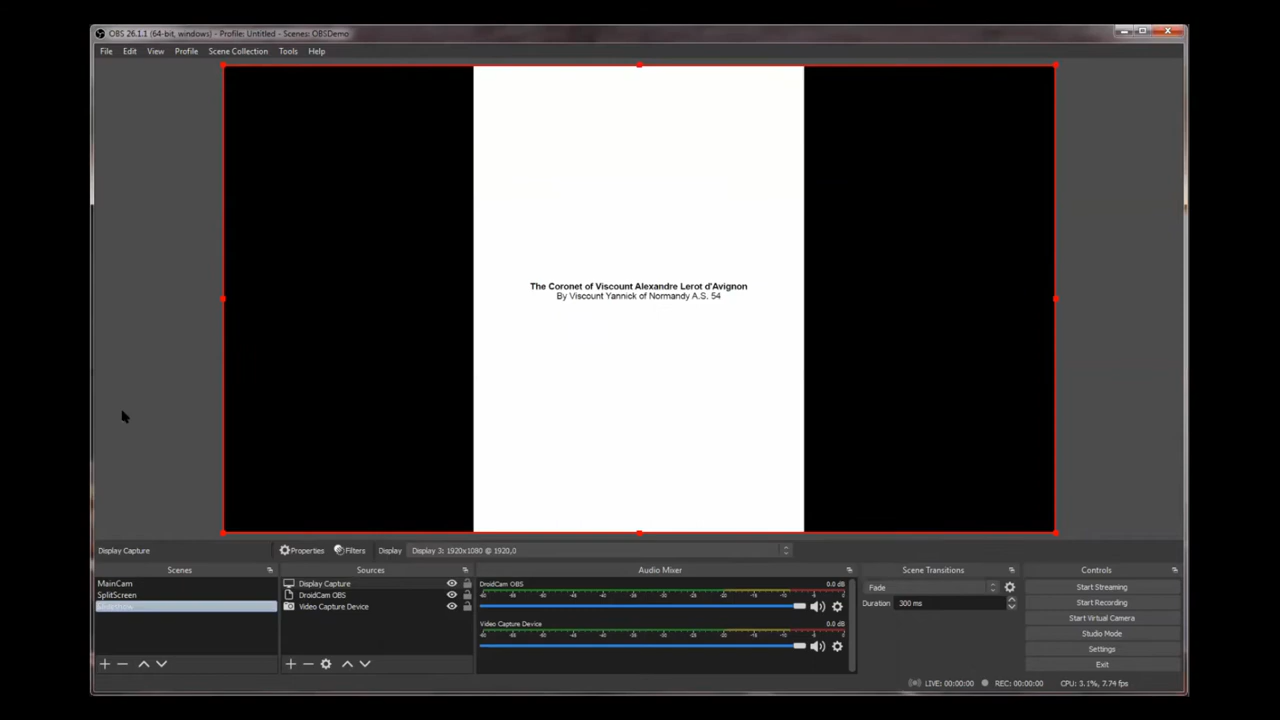 OBS 26.1.1 (64-bit, windows) - Profile: Untitled - Scenes: OBSDemo
File Edit View Profile Scene Collection Tools Help
The Coronet of Viscount Alexandre Lerot d'Avignon
By Viscount Yannick of Normandy A.S. 54
Display Capture Properties Filters Display Display 3: 1920x1080 @ 1920,0
Scenes Sources Audio Mixer Scene Transitions Controls
MainCam
SplitScreen
Display Capture
DroidCam OBS
Video Capture Device
DroidCam OBS 0.0 dB
Video Capture Device 0.0 dB
Fade
Duration 300 ms
Start Streaming
Start Recording
Start Virtual Camera
Studio Mode
Settings
Exit
LIVE: 00:00:00 REC: 00:00:00 CPU: 3.1%, 7.74 fps